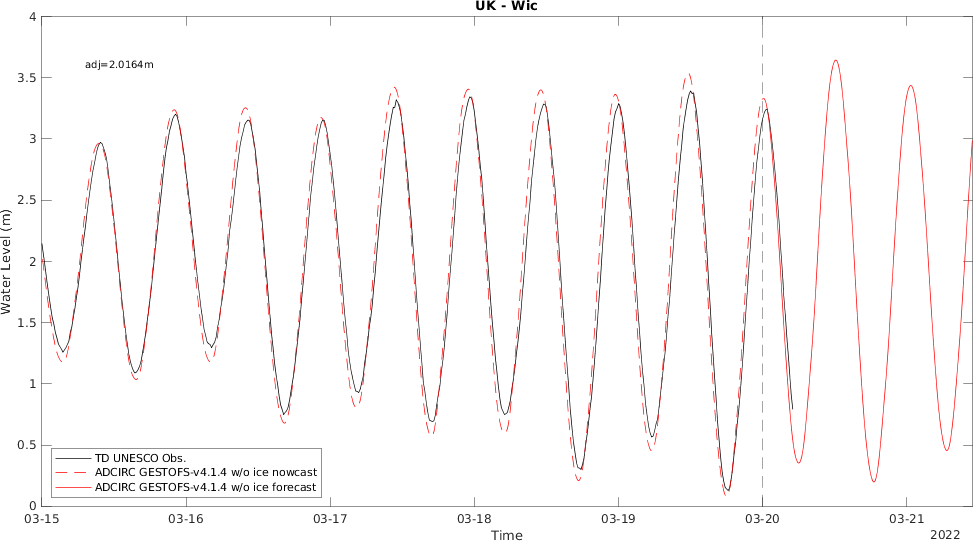 UK - Wic
4
adj=2.0164m
3.5
3
2.5
2
1.5
1
0.5
0
Water Level (m)
TD UNESCO Obs.
ADCIRC GESTOFS-v4.1.4 w/o ice nowcast
ADCIRC GESTOFS-v4.1.4 w/o ice forecast
03-15 03-16 03-17 03-18 03-19 03-20 03-21
Time
2022